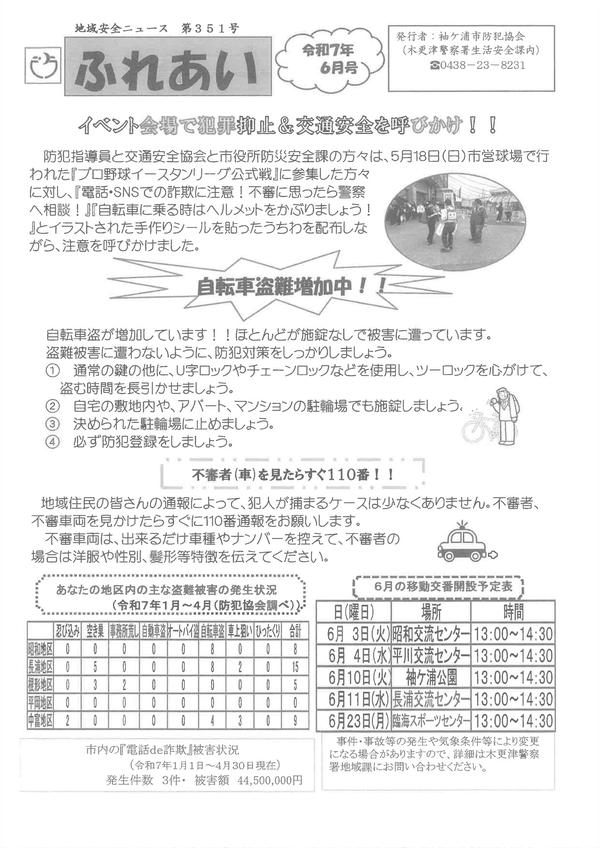 地域安全ニュース 第351号
ふれあい
令和7年
6月号
発行者:袖ケ浦市防犯協会
(木更津警察署生活安全課内)
☎0438-23-8231
イベント会場で犯罪抑止&交通安全を呼びかけ!!
防犯指導員と交通安全協会と市役所防災安全課の方々は、5月18日(日)市営球場で行
われた『プロ野球イースタンリーグ公式戦』に参集した方々
に対し、『電話・SNSでの詐欺に注意!不審に思ったら警察
へ相談!』『自転車に乗る時はヘルメットをかぶりましょう!
』とイラストされた手作りシールを貼ったうちわを配布しな
がら、注意を呼びかけました。
自転車盗難増加中!!
自転車盗が増加しています!!ほとんどが施錠なしで被害に遭っています。
盗難被害に遭わないように、防犯対策をしっかりしましょう。
① 通常の鍵の他に、U字ロックやチェーンロックなどを使用し、ツーロックを心がけて、
盗む時間を長引かせましょう。
② 自宅の敷地内や、アパート、マンションの駐輪場でも施錠しましょう。
③ 決められた駐輪場に止めましょう。
④ 必ず防犯登録をしましょう。
不審者(車)を見たらすぐ110番!!
地域住民の皆さんの通報によって、犯人が捕まるケースは少なくありません。不審者、
不審車両を見かけたらすぐに110番通報をお願いします。
不審車両は、出来るだけ車種やナンバーを控えて、不審者の
場合は洋服や性別、髪形等特徴を伝えてください。
あなたの地区内の主な盗難被害の発生状況
(令和7年1月~4月(防犯協会調べ))
忍び込み 空き巣 事務所荒し 自動車盗 オートバイ盗 自転車盗 車上狙い ひったくり 合計
昭和地区 0 0 0 0 0 8 0 0 8
長浦地区 0 5 0 0 0 8 2 0 15
根形地区 0 3 2 0 0 0 0 0 5
平岡地区 0 0 0 0 0 0 0 0 0
中富地区 2 0 0 0 0 4 3 0 9
市内の『電話de詐欺』被害状況
(令和7年1月1日~4月30日現在)
発生件数 3件・ 被害額 44,500,000円
6月の移動交番開設予定表
日(曜日) 場所 時間
6月 3日(火) 昭和交流センター 13:00~14:30
6月 4日(水) 平川交流センター 13:00~14:30
6月10日(火) 袖ケ浦公園 13:00~14:30
6月11日(水) 長浦交流センター 13:00~14:30
6月23日(月) 臨海スポーツセンター 13:00~14:30
事件・事故等の発生や気象条件等により変更
になる場合がありますので、詳細は木更津警察
署地域課にお問い合わせください。